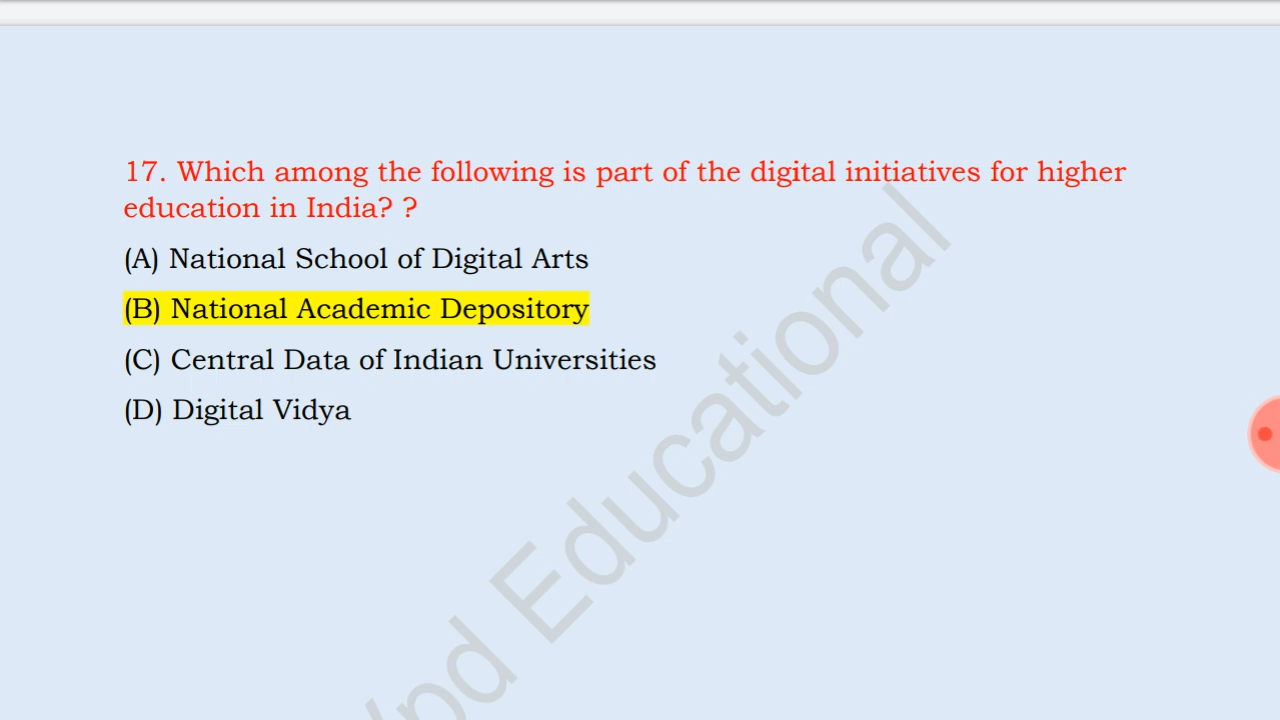 17. Which among the following is part of the digital initiatives for higher
education in India? ?
(A) National School of Digital Arts
(B) National Academic Depository
(C) Central Data of Indian Universities
(D) Digital Vidya
Educational